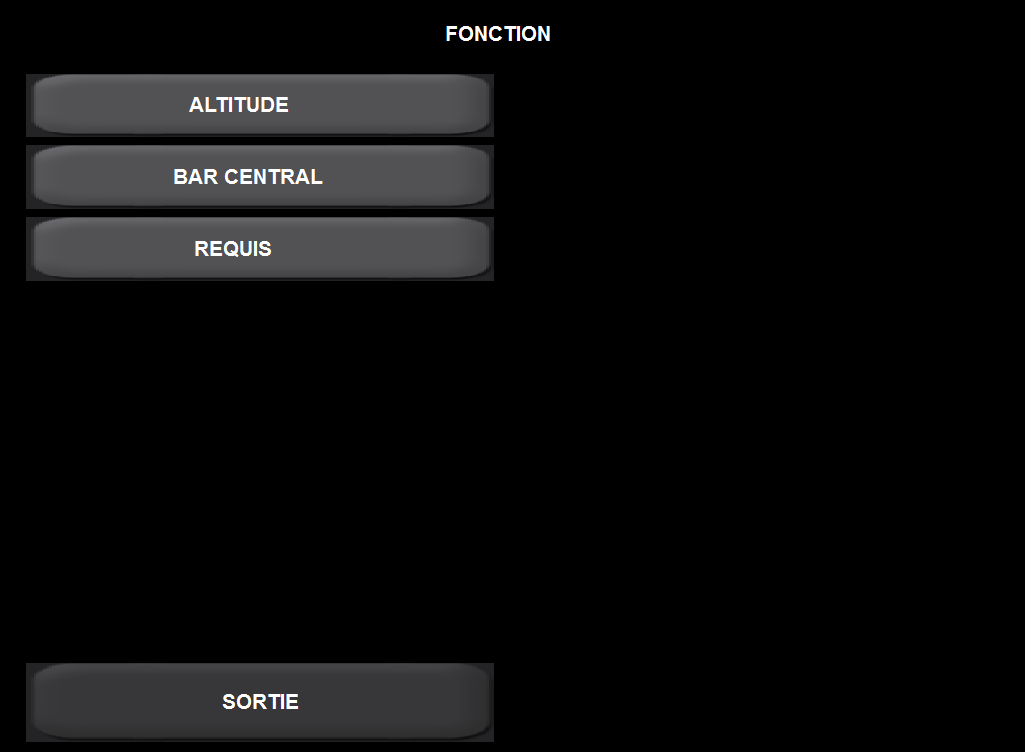 FONCTION
ALTITUDE
BAR CENTRAL
REQUIS
SORTIE